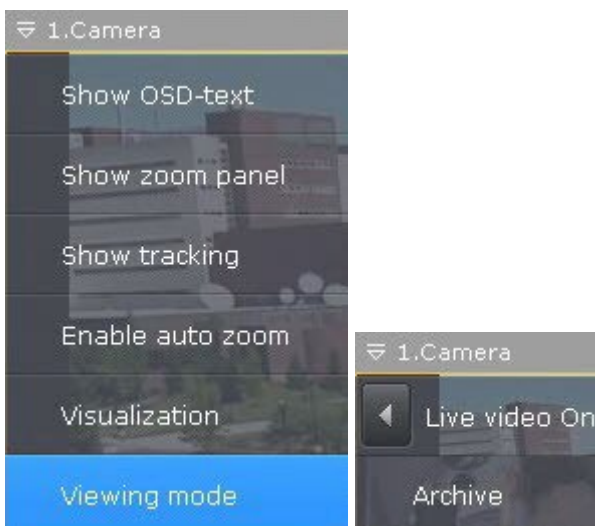 1.Camera
Show OSD-text
Show zoom panel
Show tracking
Enable auto zoom
Visualization
Viewing mode
1.Camera
Live video On
Archive